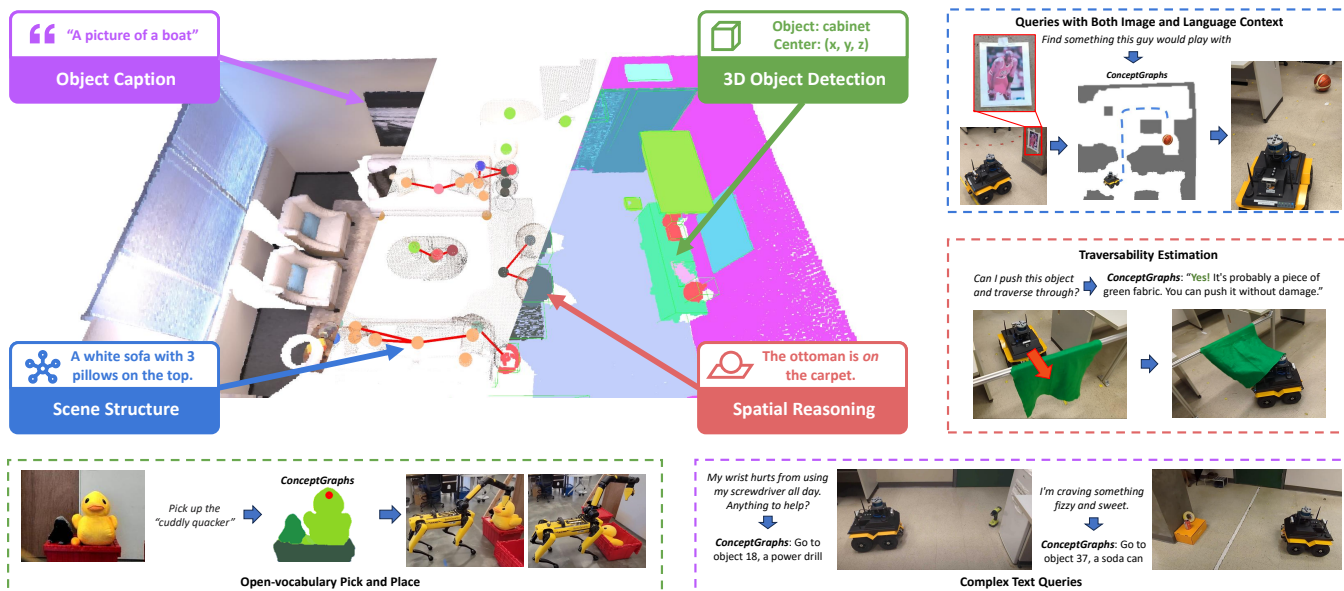 “A picture of a boat”
Object Caption
Object: cabinet
Center: (x, y, z)
3D Object Detection
A white sofa with 3
pillows on the top.
Scene Structure
The ottoman is on
the carpet.
Spatial Reasoning
Queries with Both Image and Language Context
Find something this guy would play with
ConceptGraphs
Traversability Estimation
Can I push this object
and traverse through?
ConceptGraphs: “Yes! It's probably a piece of
green fabric. You can push it without damage.”
Pick up the
“cuddly quacker”
ConceptGraphs
Open-vocabulary Pick and Place
My wrist hurts from using
my screwdriver all day.
Anything to help?
ConceptGraphs: Go to
object 18, a power drill
I'm craving something
fizzy and sweet.
ConceptGraphs: Go to
object 37, a soda can
Complex Text Queries